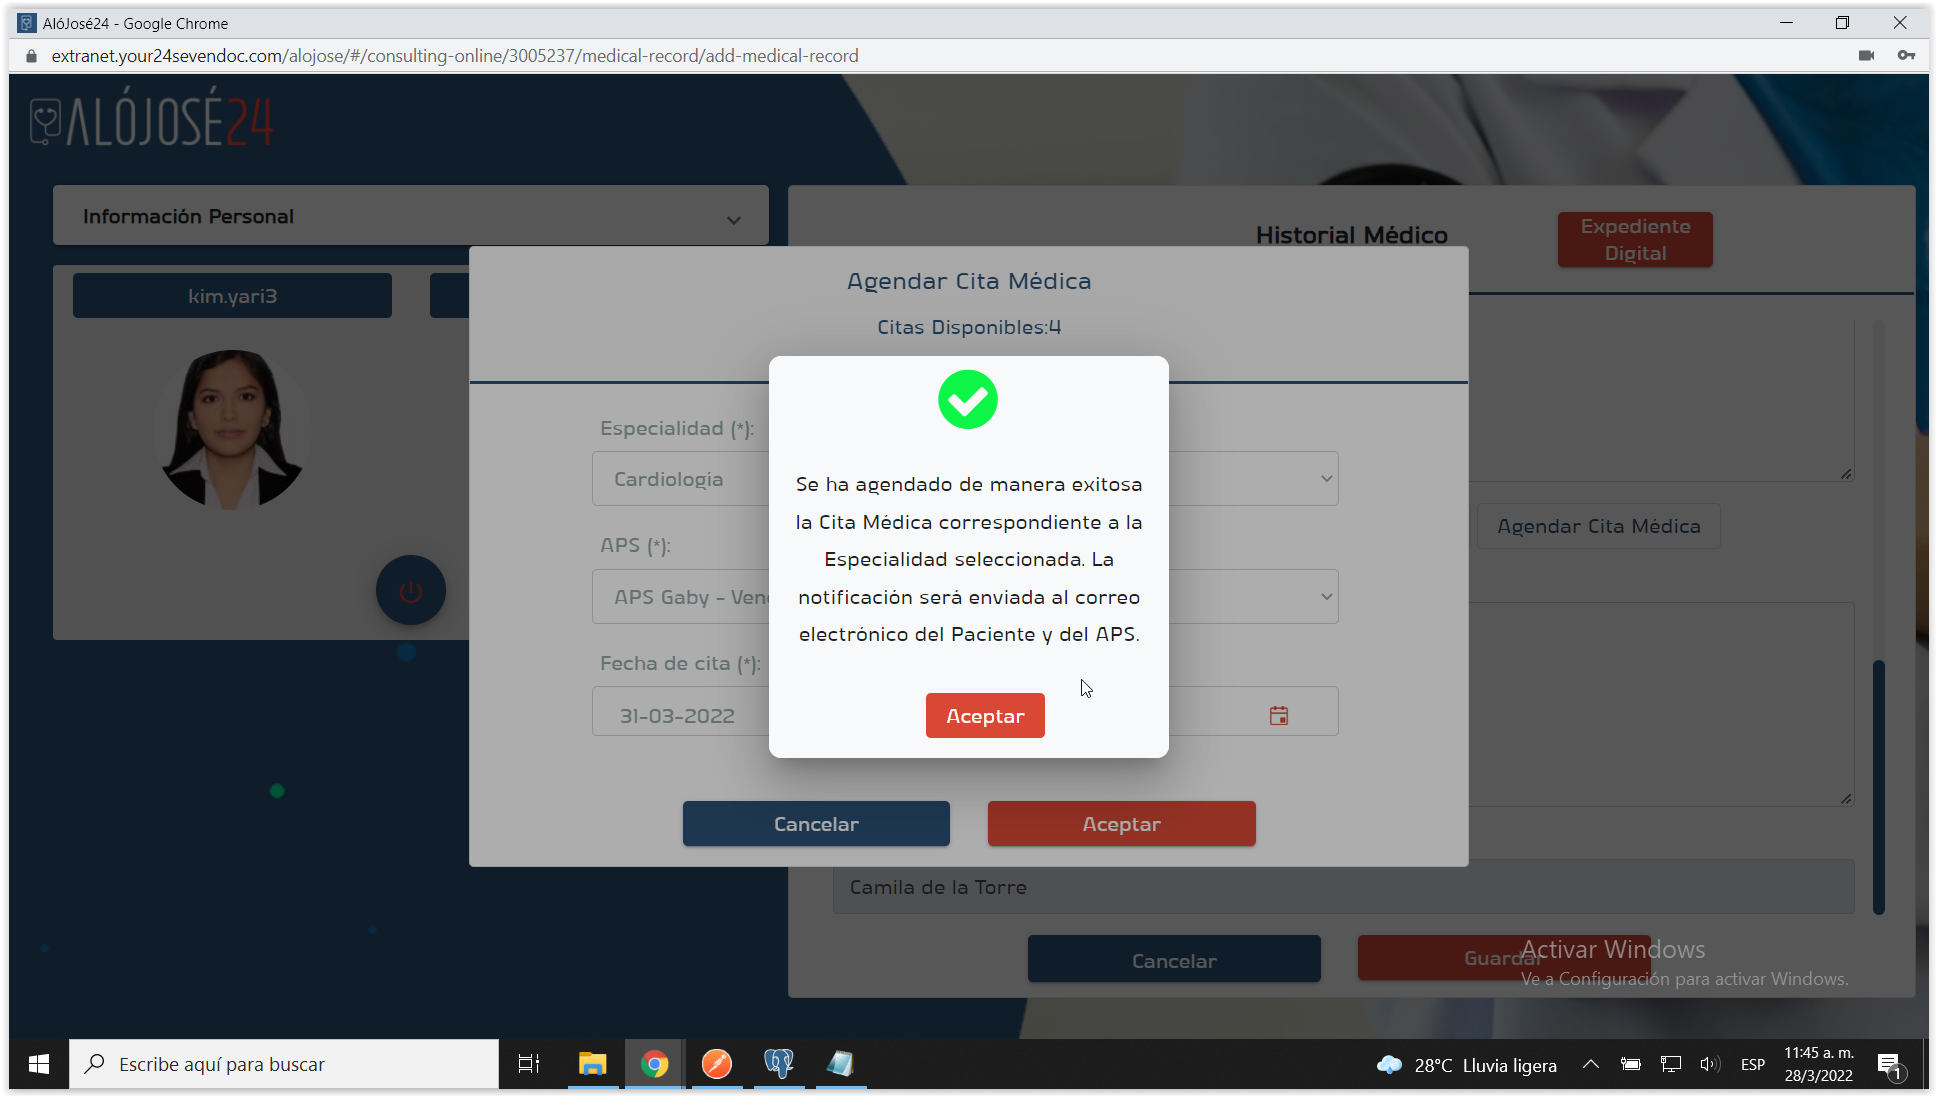 AlóJosé24 - Google Chrome
extranet.your24sevendoc.com/alojose/#/consulting-online/3005237/medical-record/add-medical-record
ALÓJOSÉ24
Información Personal
Historial Médico
Expediente
Digital
kim.yari3
Agendar Cita Médica
Citas Disponibles:4
Especialidad (*):
Cardiología
APS (*):
APS Gaby - Ven
Fecha de cita (*):
31-03-2022
Se ha agendado de manera exitosa
la Cita Médica correspondiente a la
Especialidad seleccionada. La
notificación será enviada al correo
electrónico del Paciente y del APS.
Aceptar
Cancelar
Aceptar
Agendar Cita Médica
Camila de la Torre
Cancelar
Guardar
Activar Windows
Ve a Configuración para activar Windows.
Escribe aquí para buscar
28°C Lluvia ligera
ESP
11:45 a. m.
28/3/2022
1